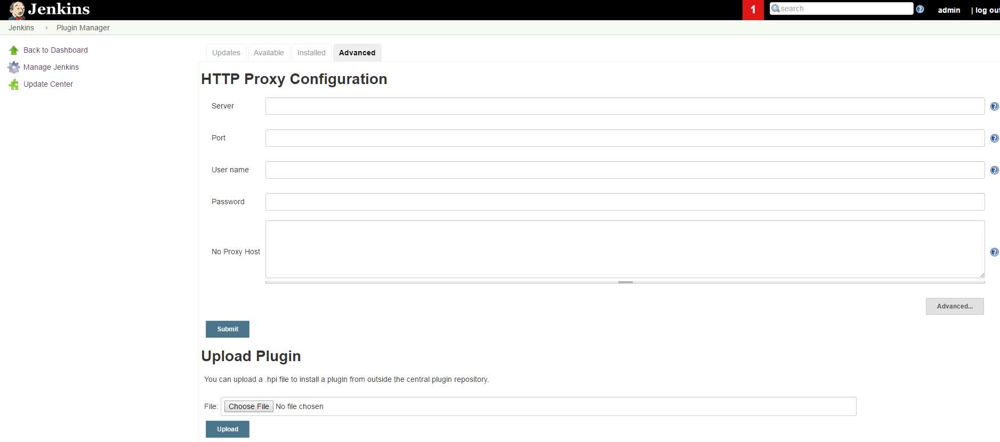 Jenkins
1
search
?
admin
| log out
Jenkins
Plugin Manager
Back to Dashboard
Manage Jenkins
Update Center
Updates
Available
Installed
Advanced
HTTP Proxy Configuration
Server
?
Port
?
User name
?
Password
No Proxy Host
?
Advanced...
Submit
Upload Plugin
You can upload a .hpi file to install a plugin from outside the central plugin repository.
File: Choose File No file chosen
Upload